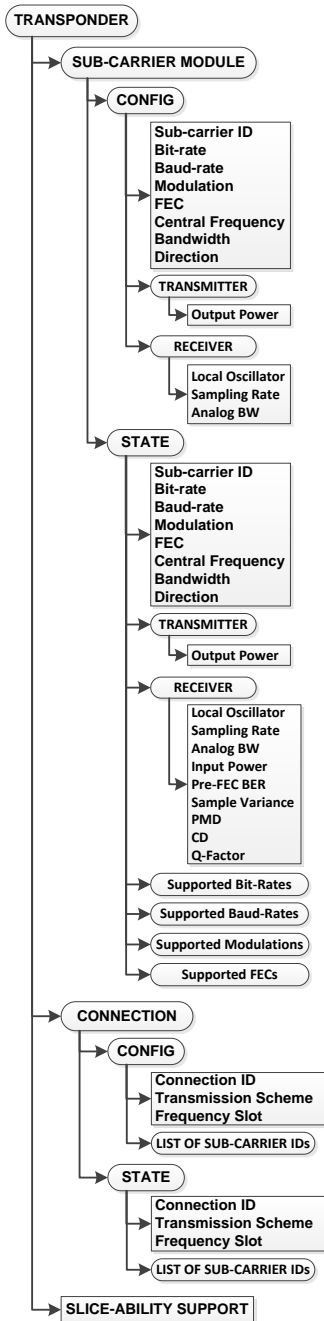 TRANSPONDER
SUB-CARRIER MODULE
CONFIG
Sub-carrier ID
Bit-rate
Baud-rate
Modulation
FEC
Central Frequency
Bandwidth
Direction
TRANSMITTER
Output Power
RECEIVER
Local Oscillator
Sampling Rate
Analog BW
STATE
Sub-carrier ID
Bit-rate
Baud-rate
Modulation
FEC
Central Frequency
Bandwidth
Direction
TRANSMITTER
Output Power
RECEIVER
Local Oscillator
Sampling Rate
Analog BW
Input Power
Pre-FEC BER
Sample Variance
PMD
CD
Q-Factor
Supported Bit-Rates
Supported Baud-Rates
Supported Modulations
Supported FECs
CONNECTION
CONFIG
Connection ID
Transmission Scheme
Frequency Slot
LIST OF SUB-CARRIER IDs
STATE
Connection ID
Transmission Scheme
Frequency Slot
LIST OF SUB-CARRIER IDs
SLICE-ABILITY SUPPORT